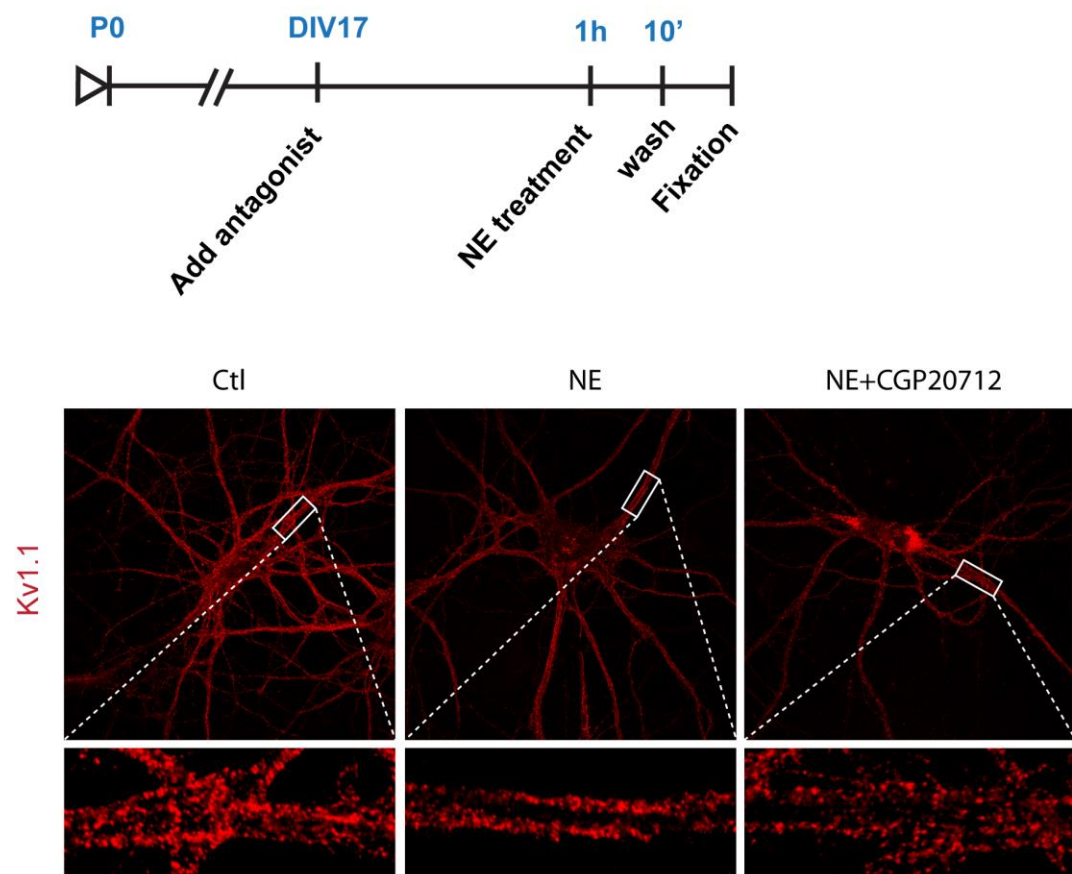 P0 DIV17 1h 10’
Add antagonist
NE treatment
wash
Fixation
Ctl NE NE+CGP20712
Kv1.1